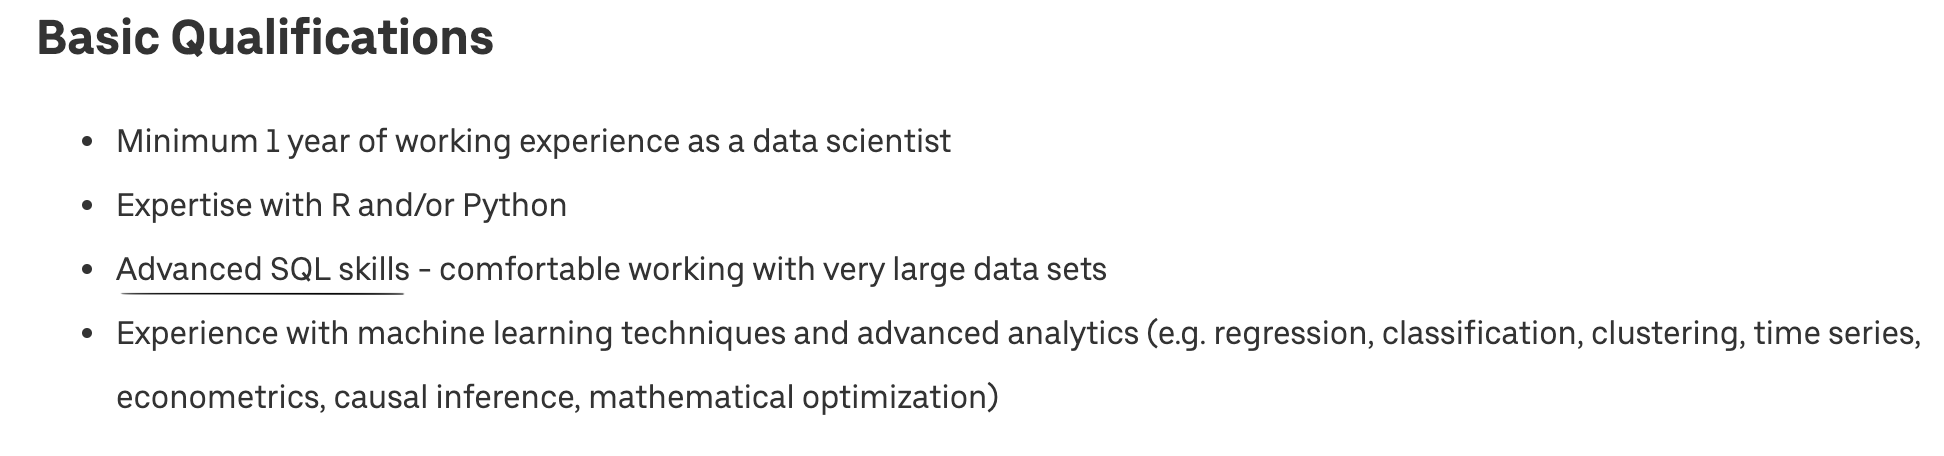 Basic Qualifications
• Minimum 1 year of working experience as a data scientist
• Expertise with R and/or Python
• Advanced SQL skills - comfortable working with very large data sets
• Experience with machine learning techniques and advanced analytics (e.g. regression, classification, clustering, time series,
econometrics, causal inference, mathematical optimization)